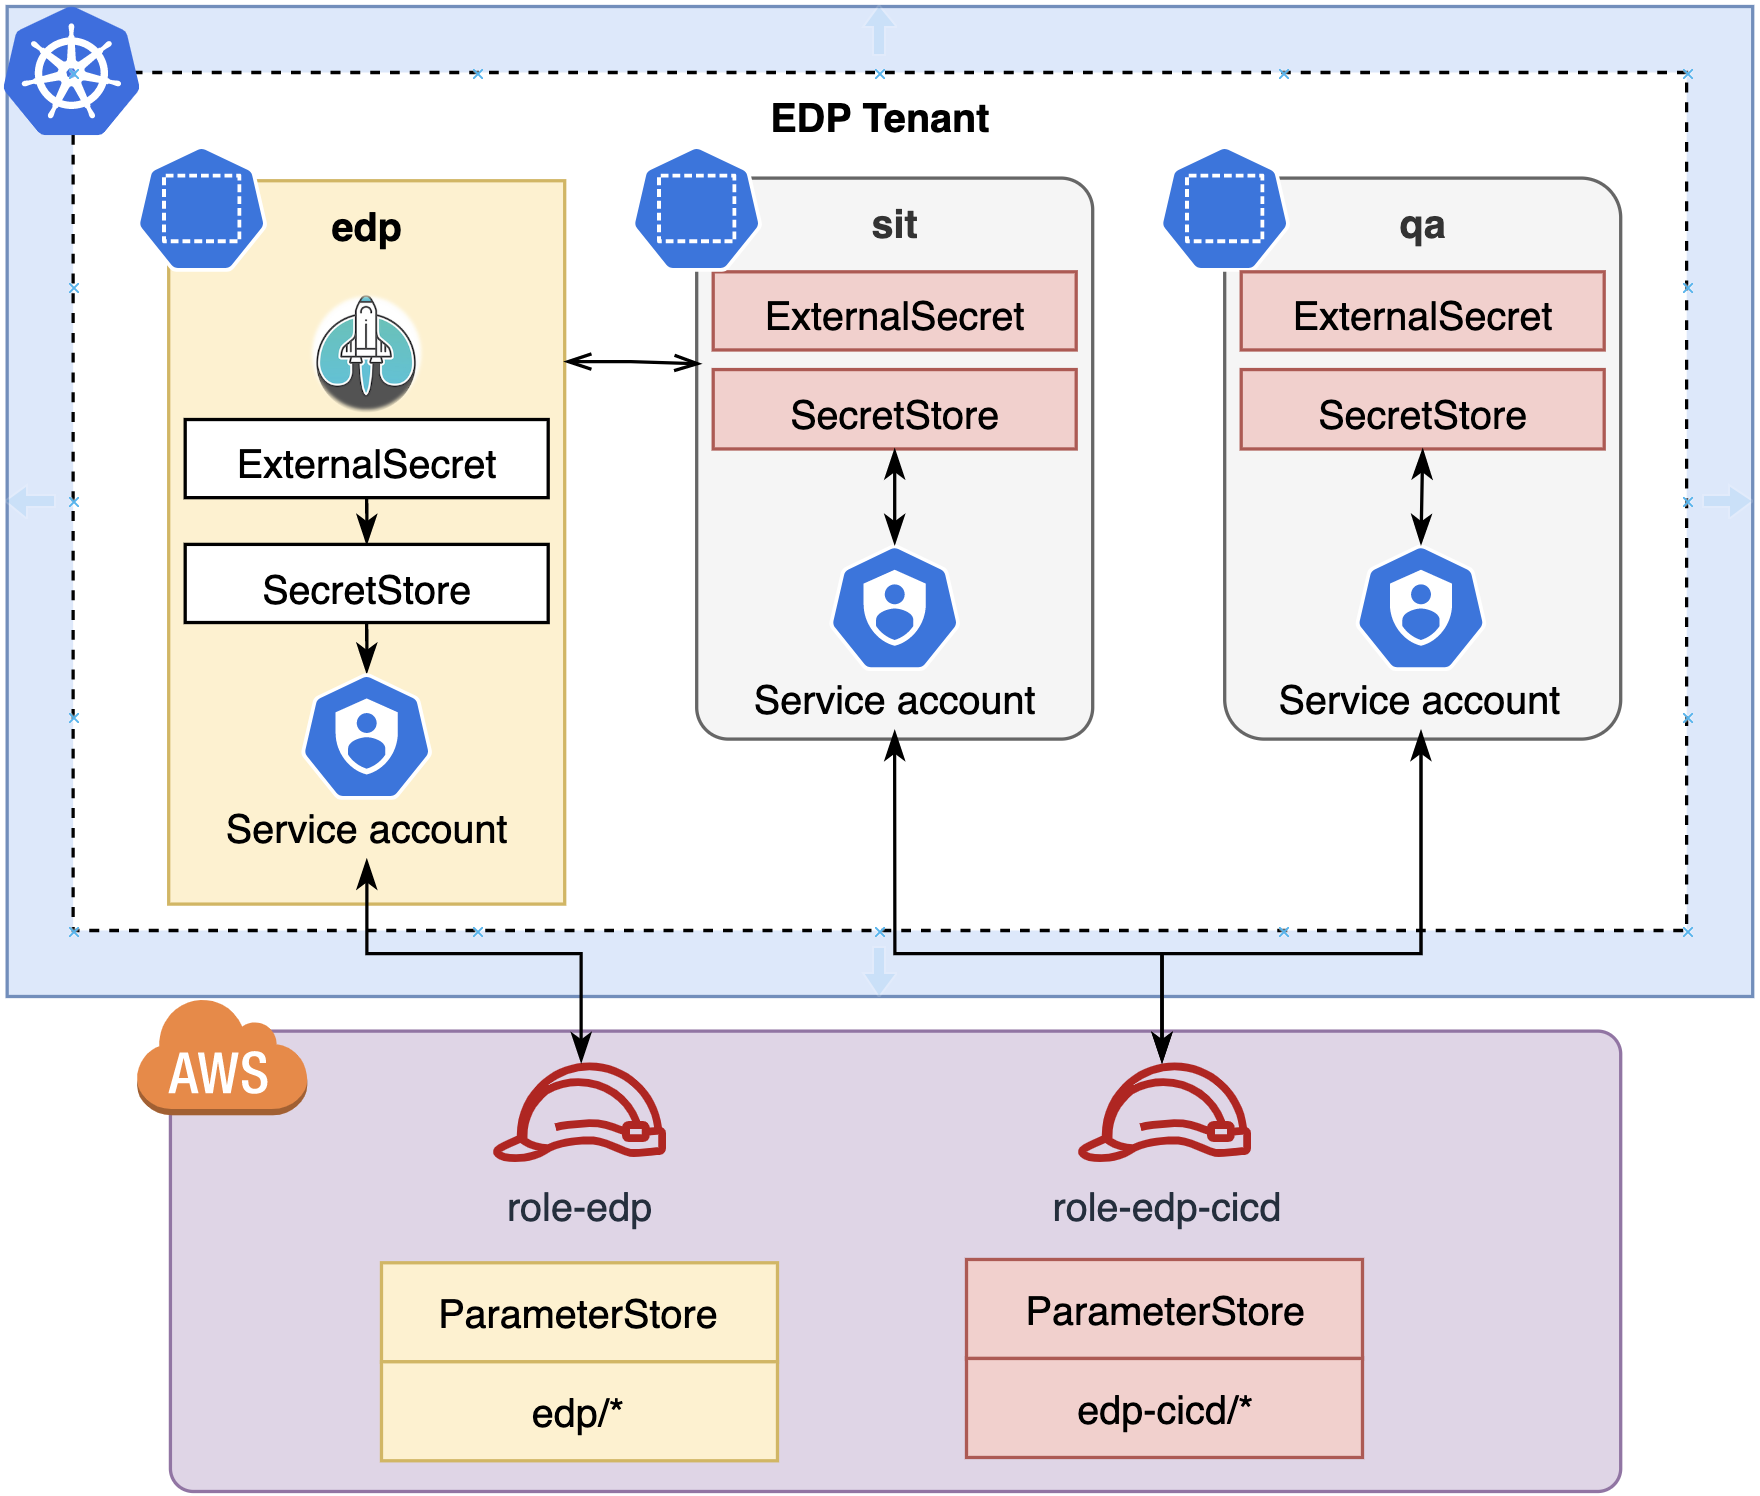 EDP Tenant
edp
ExternalSecret
SecretStore
Service account
sit
ExternalSecret
SecretStore
Service account
qa
ExternalSecret
SecretStore
Service account
AWS
role-edp
ParameterStore
edp/*
role-edp-cicd
ParameterStore
edp-cicd/*